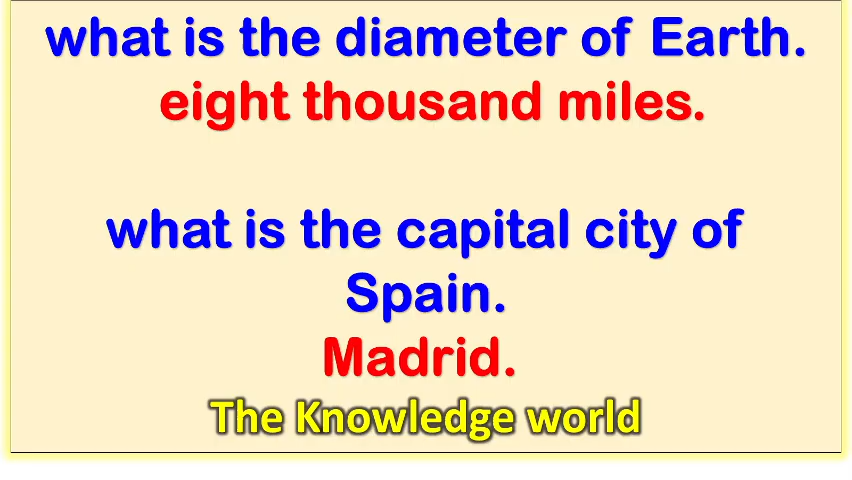 what is the diameter of Earth.
eight thousand miles.
what is the capital city of
Spain.
Madrid.
The Knowledge world